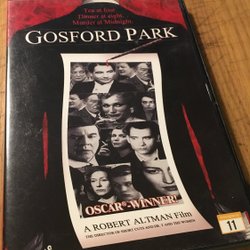 Tea at four.
Dinner at eight.
Murder at Midnight.
GOSFORD PARK
OSCAR®-WINNER!
A ROBERT ALTMAN Film
THE DIRECTOR OF SHORT CUTS AND DR. T AND THE WOMEN
11